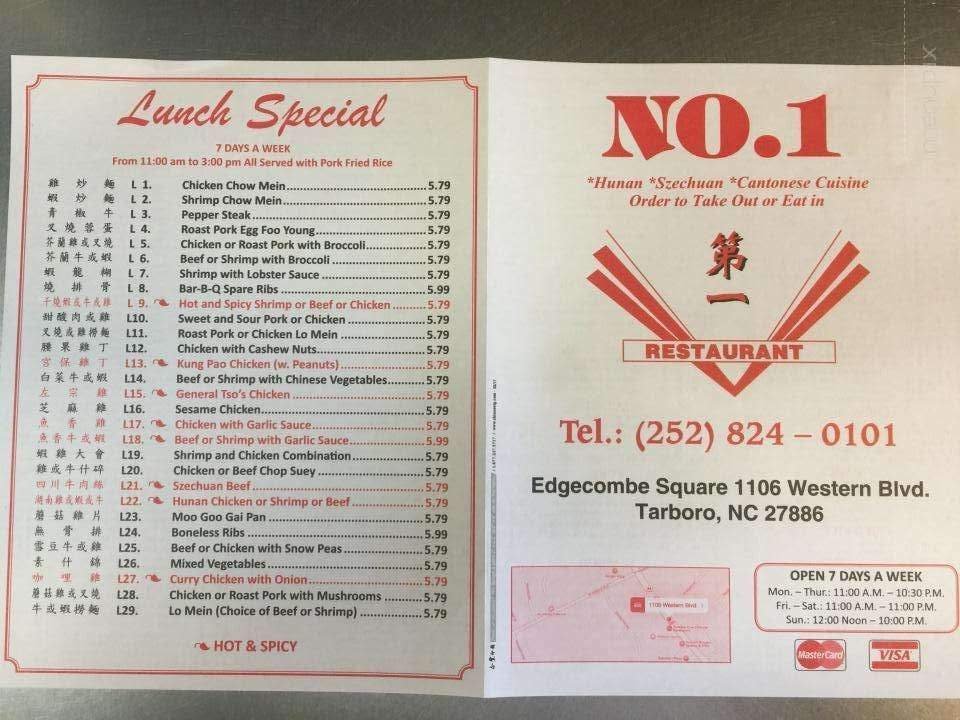 Lunch Special
7 DAYS A WEEK
From 11:00 am to 3:00 pm All Served with Pork Fried Rice
雞炒麵 L 1. Chicken Chow Mein 5.79
蝦炒麵 L 2. Shrimp Chow Mein 5.79
青椒牛 L 3. Pepper Steak 5.79
叉燒蓉蛋 L 4. Roast Pork Egg Foo Young 5.79
芥蘭雞或叉燒 L 5. Chicken or Roast Pork with Broccoli 5.79
芥蘭牛或蝦 L 6. Beef or Shrimp with Broccoli 5.79
蝦龍糊 L 7. Shrimp with Lobster Sauce 5.79
燒排骨 L 8. Bar-B-Q Spare Ribs 5.99
干燒蝦或牛或雞 L 9. Hot and Spicy Shrimp or Beef or Chicken 5.79
甜酸肉或雞 L10. Sweet and Sour Pork or Chicken 5.79
叉燒或雞撈麵 L11. Roast Pork or Chicken Lo Mein 5.79
腰果雞丁 L12. Chicken with Cashew Nuts 5.79
宮保雞丁 L13. Kung Pao Chicken (w. Peanuts) 5.79
白菜牛或蝦 L14. Beef or Shrimp with Chinese Vegetables 5.79
左宗雞 L15. General Tso's Chicken 5.79
芝麻雞 L16. Sesame Chicken 5.79
魚香雞 L17. Chicken with Garlic Sauce 5.79
魚香牛或蝦 L18. Beef or Shrimp with Garlic Sauce 5.99
蝦雞大會 L19. Shrimp and Chicken Combination 5.79
雞或牛什碎 L20. Chicken or Beef Chop Suey 5.79
四川牛肉絲 L21. Szechuan Beef 5.79
湖南雞或蝦或牛 L22. Hunan Chicken or Shrimp or Beef 5.79
蘑菇雞片 L23. Moo Goo Gai Pan 5.79
無骨排 L24. Boneless Ribs 5.99
雪豆牛或雞 L25. Beef or Chicken with Snow Peas 5.79
素什錦 L26. Mixed Vegetables 5.79
咖哩雞 L27. Curry Chicken with Onion 5.79
蘑菇雞或叉燒 L28. Chicken or Roast Pork with Mushrooms 5.79
牛或蝦撈麵 L29. Lo Mein (Choice of Beef or Shrimp) 5.79
HOT & SPICY
NO.1
*Hunan *Szechuan *Cantonese Cuisine
Order to Take Out or Eat in
第一
RESTAURANT
Tel.: (252) 824 – 0101
Edgecombe Square 1106 Western Blvd.
Tarboro, NC 27886
1106 Western Blvd.
OPEN 7 DAYS A WEEK
Mon. – Thur.: 11:00 A.M. – 10:30 P.M.
Fri. – Sat.: 11:00 A.M. – 11:00 P.M.
Sun.: 12:00 Noon – 10:00 P.M.
MasterCard
VISA
menupix